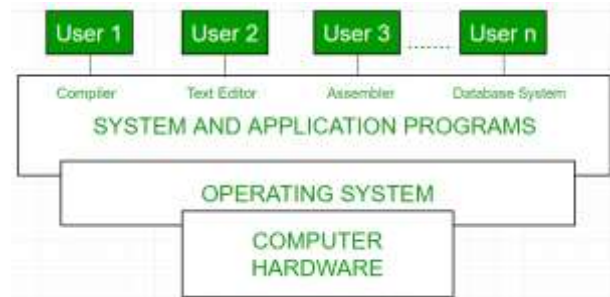 User 1 User 2 User 3 User n
Compiler Text Editor Assembler Database System
SYSTEM AND APPLICATION PROGRAMS
OPERATING SYSTEM
COMPUTER
HARDWARE